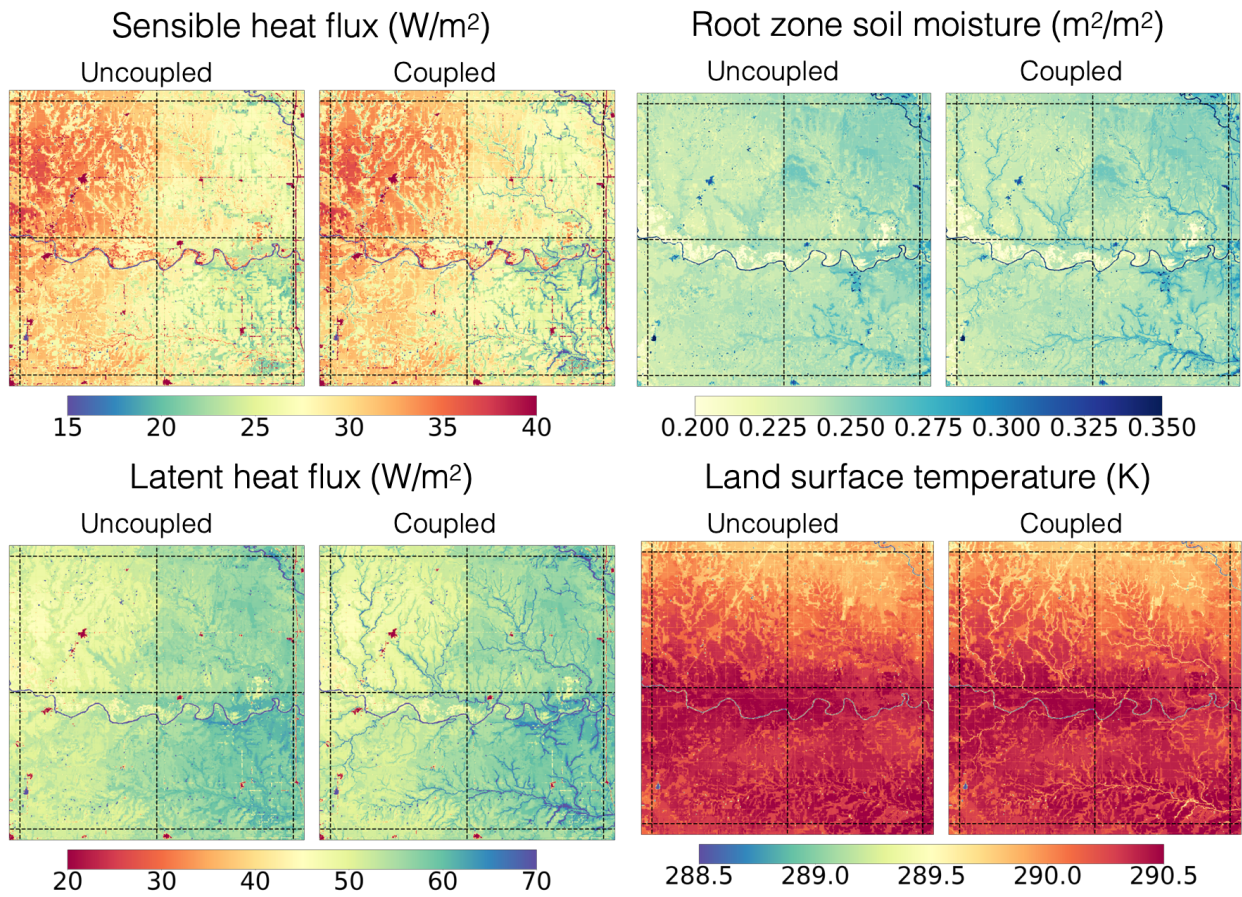 Sensible heat flux (W/m²)
Uncoupled Coupled
15 20 25 30 35 40
Root zone soil moisture (m²/m²)
Uncoupled Coupled
0.200 0.225 0.250 0.275 0.300 0.325 0.350
Latent heat flux (W/m²)
Uncoupled Coupled
20 30 40 50 60 70
Land surface temperature (K)
Uncoupled Coupled
288.5 289.0 289.5 290.0 290.5